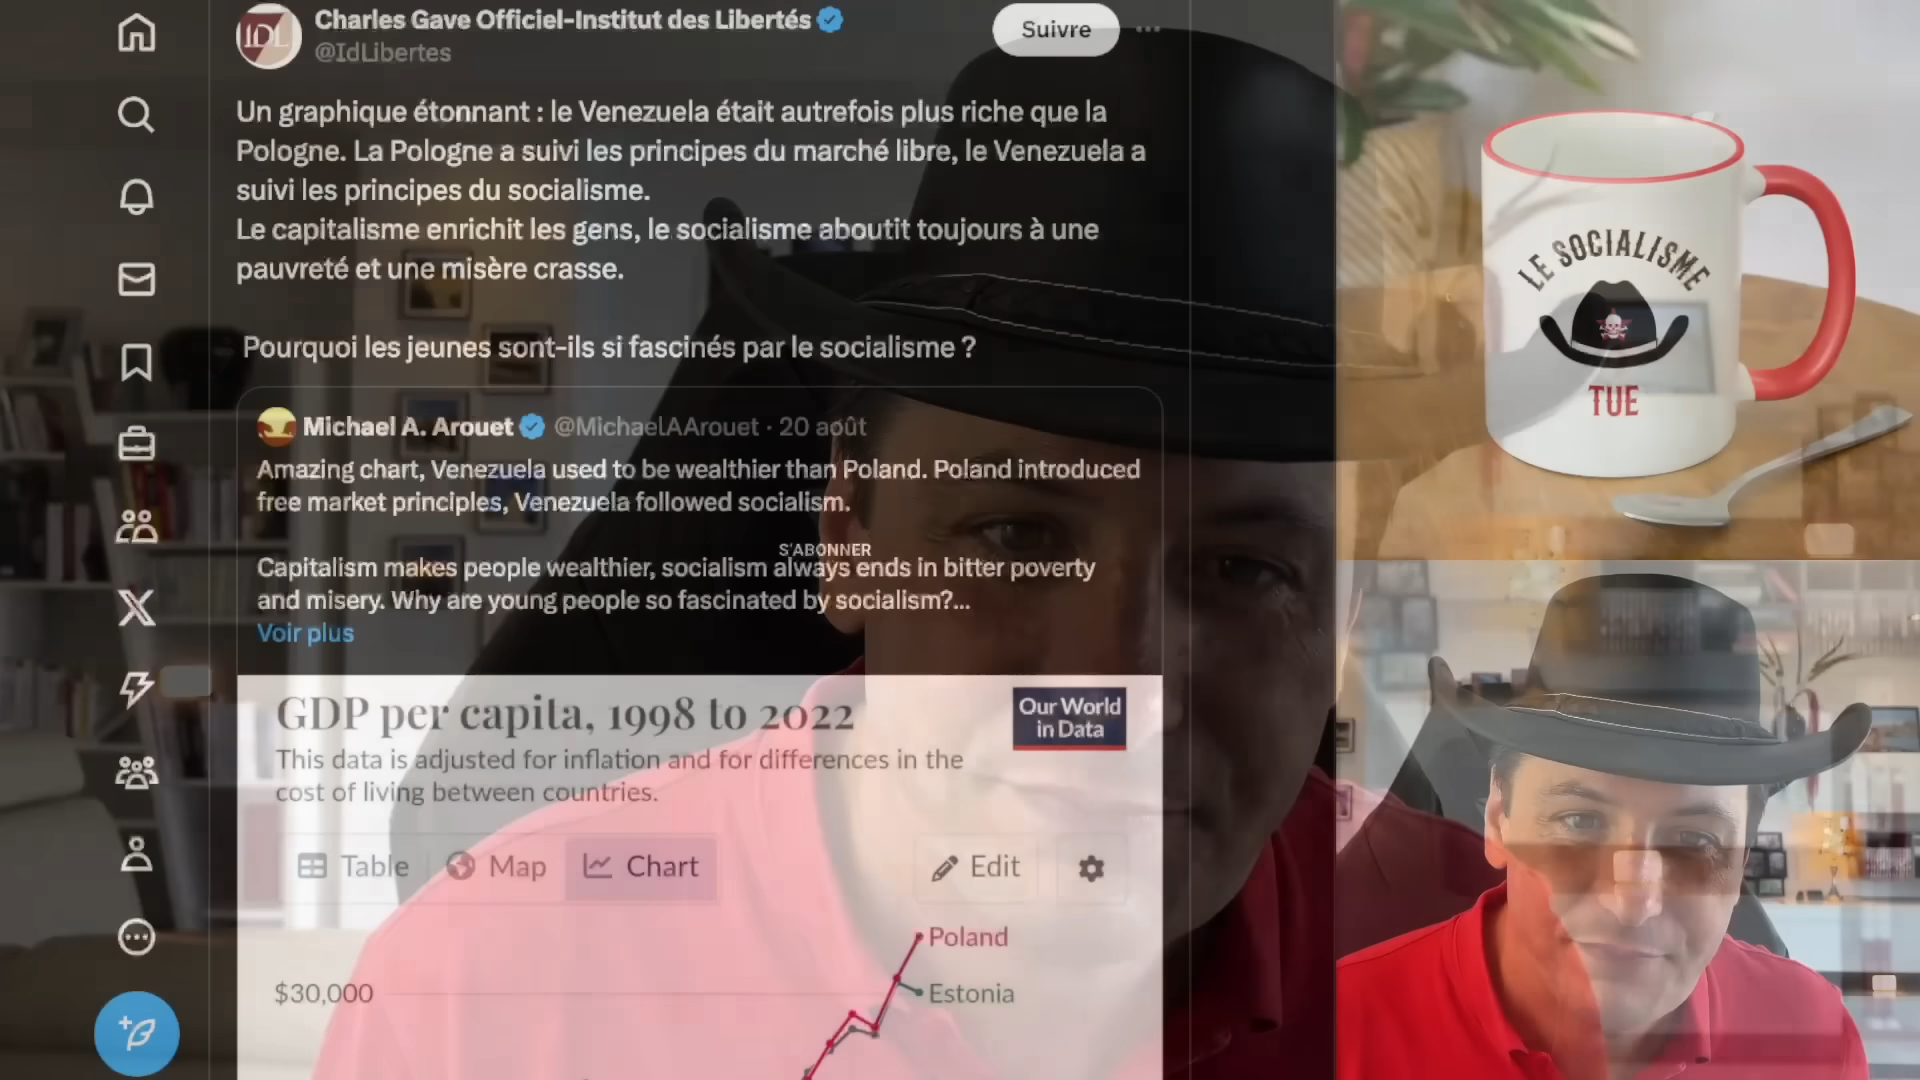 Charles Gave Officiel-Institut des Libertés
@IdLibertes
IDL
Suivre
Un graphique étonnant : le Venezuela était autrefois plus riche que la
Pologne. La Pologne a suivi les principes du marché libre, le Venezuela a
suivi les principes du socialisme.
Le capitalisme enrichit les gens, le socialisme aboutit toujours à une
pauvreté et une misère crasse.
Pourquoi les jeunes sont-ils si fascinés par le socialisme ?
Michael A. Arouet @MichaelAArouet · 20 août
Amazing chart, Venezuela used to be wealthier than Poland. Poland introduced
free market principles, Venezuela followed socialism.
S'ABONNER
Capitalism makes people wealthier, socialism always ends in bitter poverty
and misery. Why are young people so fascinated by socialism?...
Voir plus
GDP per capita, 1998 to 2022
Our World
in Data
This data is adjusted for inflation and for differences in the
cost of living between countries.
Table
Map
Chart
Edit
Poland
$30,000
Estonia
LE SOCIALISME
TUE